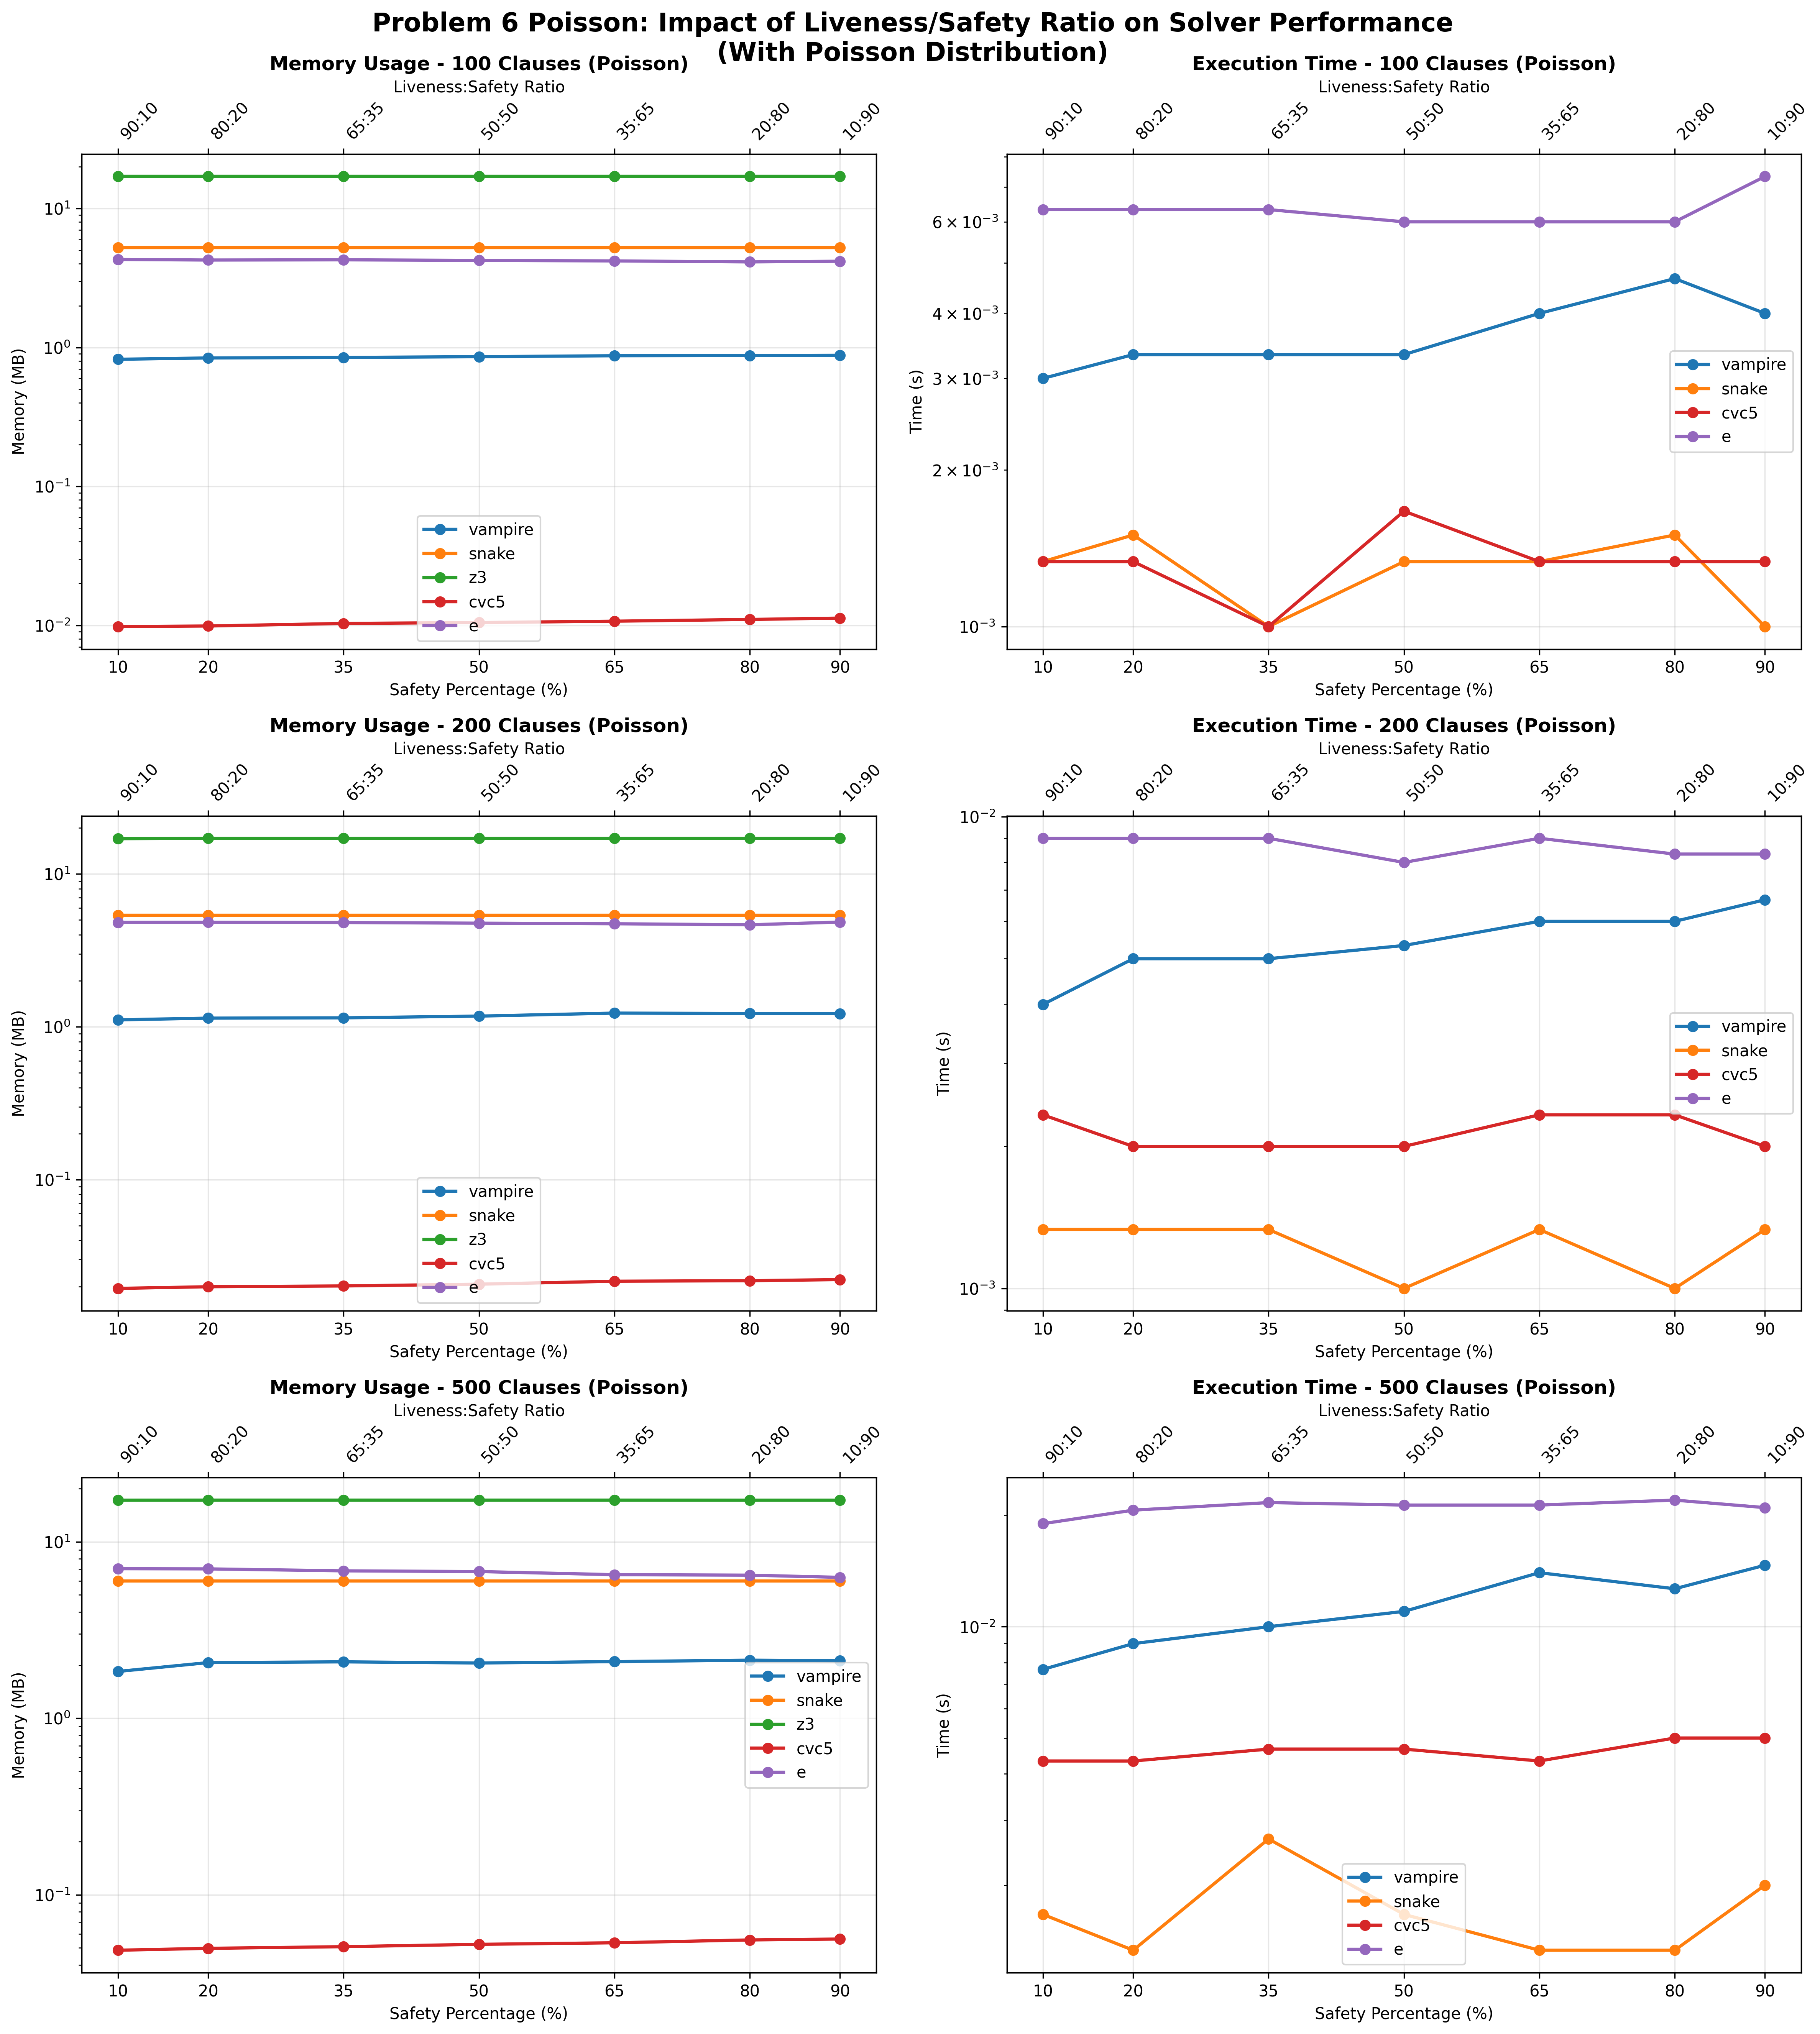 Problem 6 Poisson: Impact of Liveness/Safety Ratio on Solver Performance
(With Poisson Distribution)
Memory Usage - 100 Clauses (Poisson)
Liveness:Safety Ratio
90:10 80:20 65:35 50:50 35:65 20:80 10:90
Memory (MB)
10¹
10⁰
10⁻¹
10⁻²
vampire
snake
z3
cvc5
e
10 20 35 50 65 80 90
Safety Percentage (%)
Execution Time - 100 Clauses (Poisson)
Liveness:Safety Ratio
90:10 80:20 65:35 50:50 35:65 20:80 10:90
Time (s)
6 × 10⁻³
4 × 10⁻³
3 × 10⁻³
2 × 10⁻³
10⁻³
vampire
snake
cvc5
e
10 20 35 50 65 80 90
Safety Percentage (%)
Memory Usage - 200 Clauses (Poisson)
Liveness:Safety Ratio
90:10 80:20 65:35 50:50 35:65 20:80 10:90
Memory (MB)
10¹
10⁰
10⁻¹
vampire
snake
z3
cvc5
e
10 20 35 50 65 80 90
Safety Percentage (%)
Execution Time - 200 Clauses (Poisson)
Liveness:Safety Ratio
90:10 80:20 65:35 50:50 35:65 20:80 10:90
Time (s)
10⁻²
10⁻³
vampire
snake
cvc5
e
10 20 35 50 65 80 90
Safety Percentage (%)
Memory Usage - 500 Clauses (Poisson)
Liveness:Safety Ratio
90:10 80:20 65:35 50:50 35:65 20:80 10:90
Memory (MB)
10¹
10⁰
10⁻¹
vampire
snake
z3
cvc5
e
10 20 35 50 65 80 90
Safety Percentage (%)
Execution Time - 500 Clauses (Poisson)
Liveness:Safety Ratio
90:10 80:20 65:35 50:50 35:65 20:80 10:90
Time (s)
10⁻²
vampire
snake
cvc5
e
10 20 35 50 65 80 90
Safety Percentage (%)